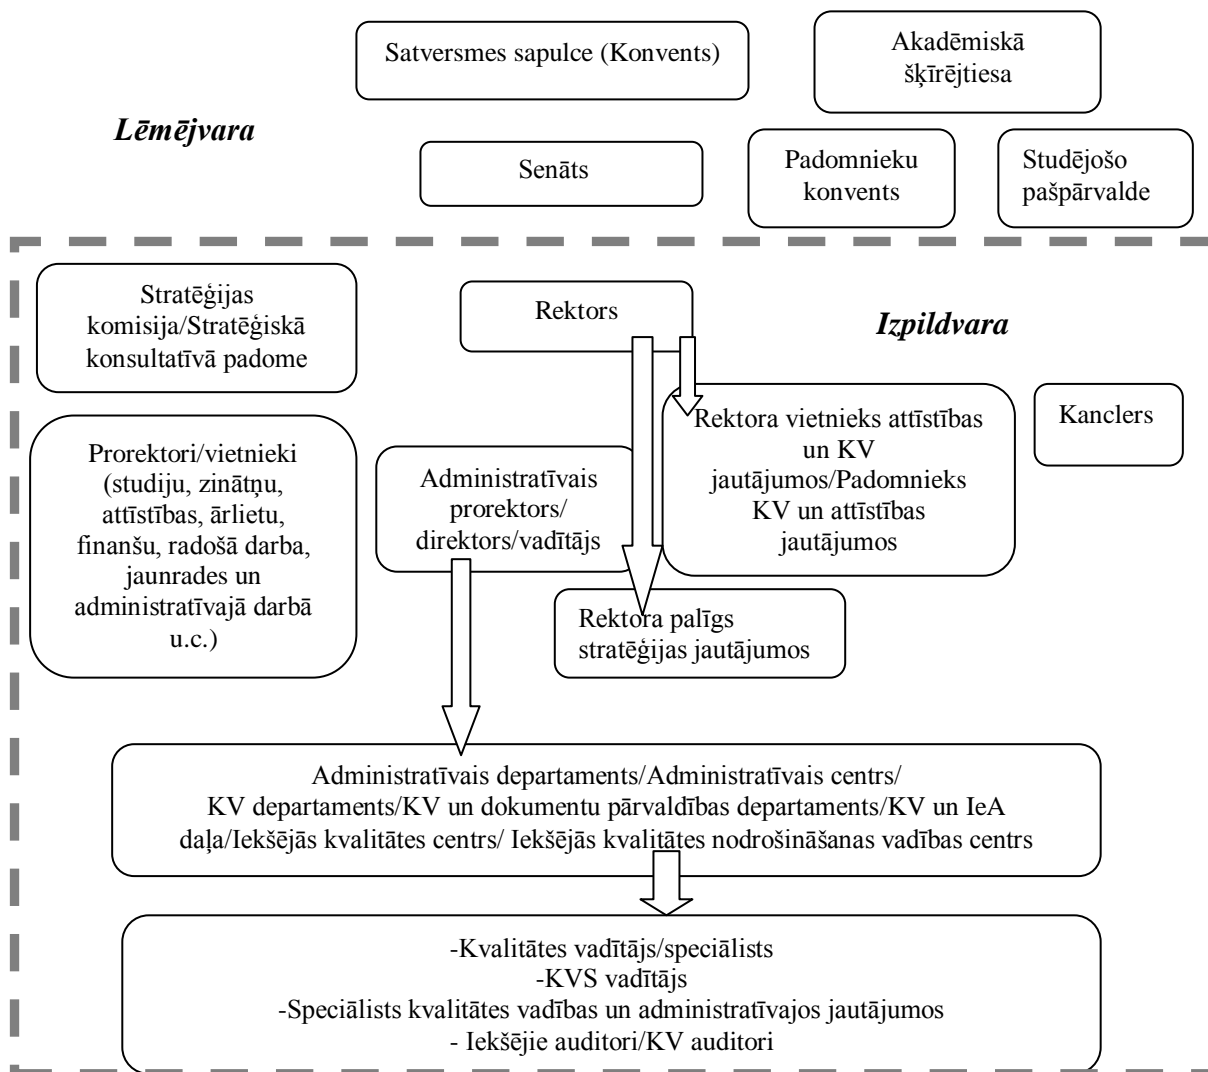 Satversmes sapulce (Konvents)
Akadēmiskā
šķīrējtiesa
Lēmējvara
Senāts
Padomnieku
konvents
Studējošo
pašpārvalde
Stratēģijas
komisija/Stratēģiskā
konsultatīvā padome
Rektors
Izpildvara
Prorektori/vietnieki
(studiju, zinātņu,
attīstības, ārlietu,
finanšu, radošā darba,
jaunrades un
administratīvajā darbā
u.c.)
Administratīvais
prorektors/
direktors/vadītājs
Rektora vietnieks attīstības
un KV
jautājumos/Padomnieks
KV un attīstības
jautājumos
Kanclers
Rektora palīgs
stratēģijas jautājumos
Administratīvais departaments/Administratīvais centrs/
KV departaments/KV un dokumentu pārvaldības departaments/KV un IeA
daļa/Iekšējās kvalitātes centrs/ Iekšējās kvalitātes nodrošināšanas vadības centrs
-Kvalitātes vadītājs/speciālists
-KVS vadītājs
-Speciālists kvalitātes vadības un administratīvajos jautājumos
- Iekšējie auditori/KV auditori